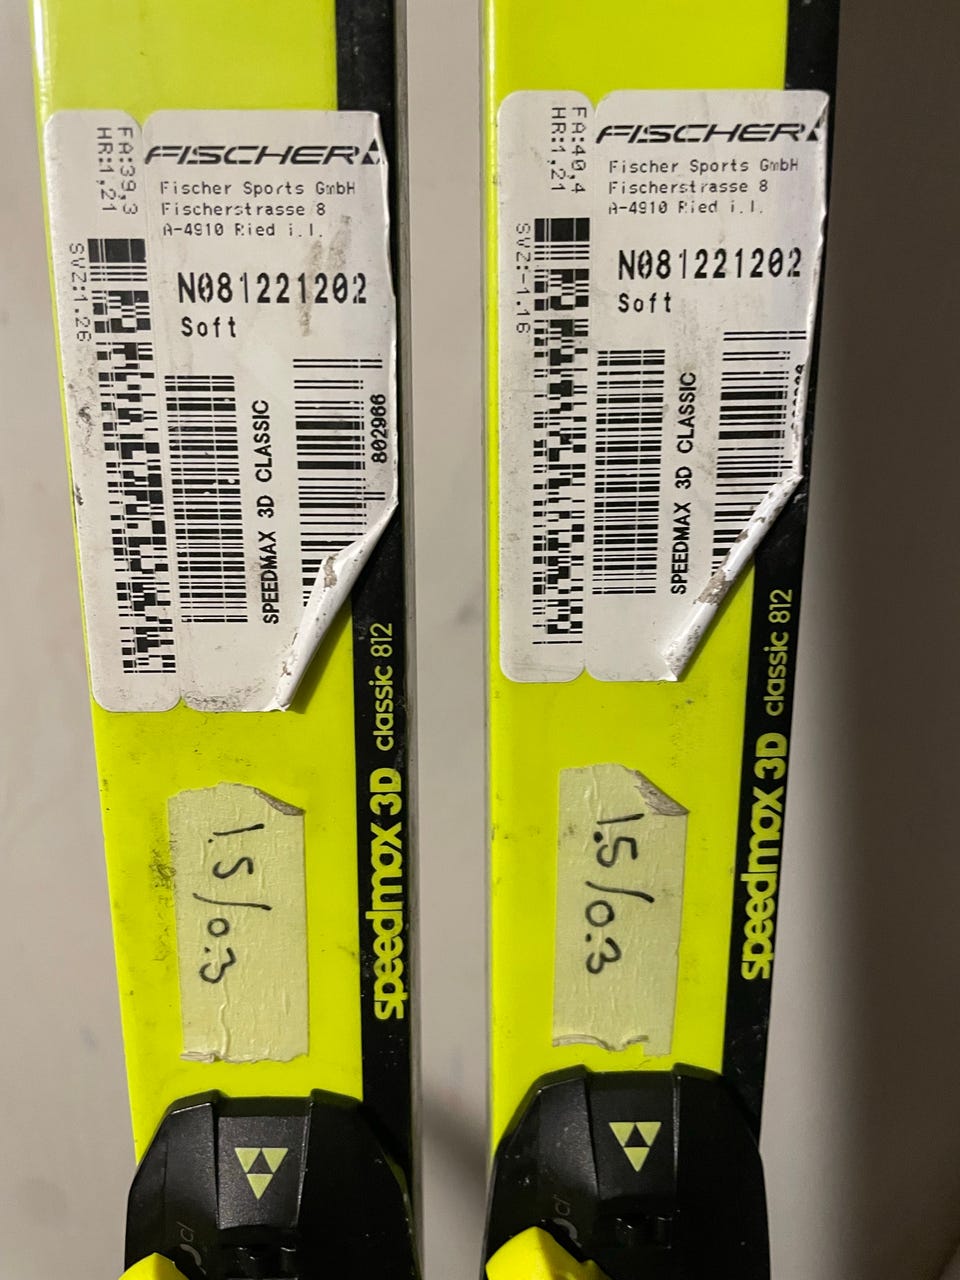 FA:39,3
HR:1,21
SVZ:1.26
FISCHER
Fischer Sports GmbH
Fischerstrasse 8
A-4910 Ried i.I.
N081221202
Soft
SPEEDMAX 3D CLASSIC
802966
speedmax 3D classic 812
1.5/0.3
FA:40,4
HR:1,21
SVZ:-1.16
FISCHER
Fischer Sports GmbH
Fischerstrasse 8
A-4910 Ried i.I.
N081221202
Soft
SPEEDMAX 3D CLASSIC
speedmax 3D classic 812
1.5/0.3